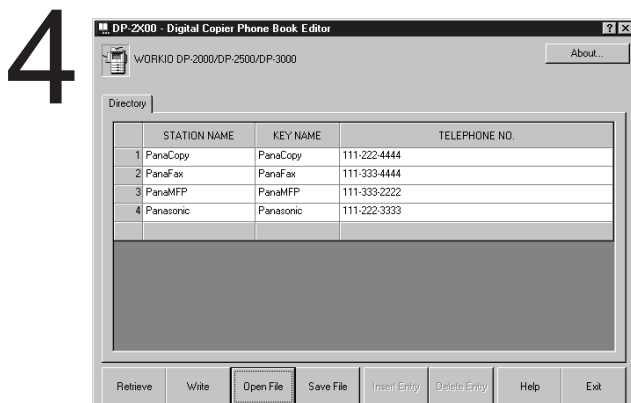 4
DP-2X00 - Digital Copier Phone Book Editor
WORKIO DP-2000/DP-2500/DP-3000
About...
Directory
STATION NAME KEY NAME TELEPHONE NO.
1 PanaCopy PanaCopy 111-222-4444
2 PanaFax PanaFax 111-333-4444
3 PanaMFP PanaMFP 111-333-2222
4 Panasonic Panasonic 111-222-3333
Retrieve Write Open File Save File Insert Entry Delete Entry Help Exit